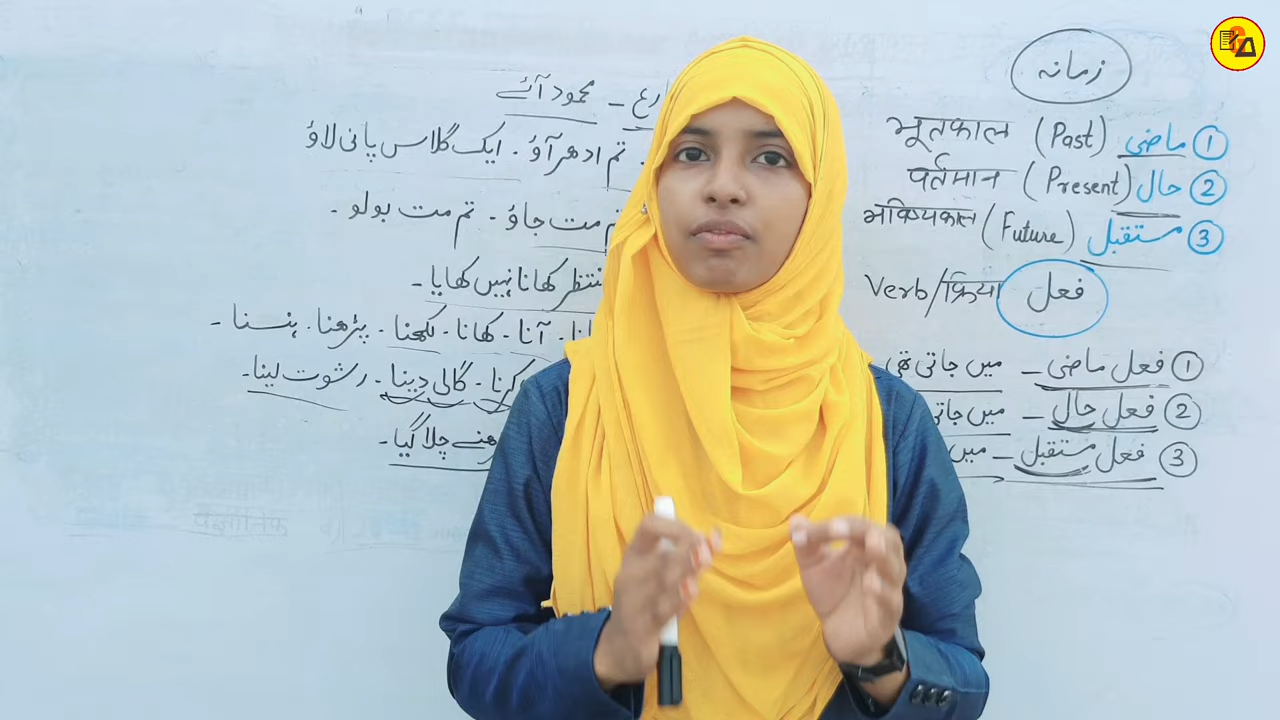 زمانہ
① ماضی (Past) भूतकाल
② حال (Present) वर्तमान
③ مستقبل (Future) भविष्यकाल
فعل Verb/क्रिया
① فعل ماضی – میں جاتی تھی
② فعل حال – میں جاتی
③ فعل مستقبل – میں
محمود آئے
تم ادھر آؤ ۔ ایک گلاس پانی لاؤ
مت جاؤ ۔ تم مت بولو ۔
کھانا نہیں کھایا ۔
آنا ۔ کھانا ۔ لکھنا ۔ پڑھنا ۔ ہنسنا ۔
کرنا ۔ گالی دینا ۔ رشوت لینا ۔
چلا گیا ۔